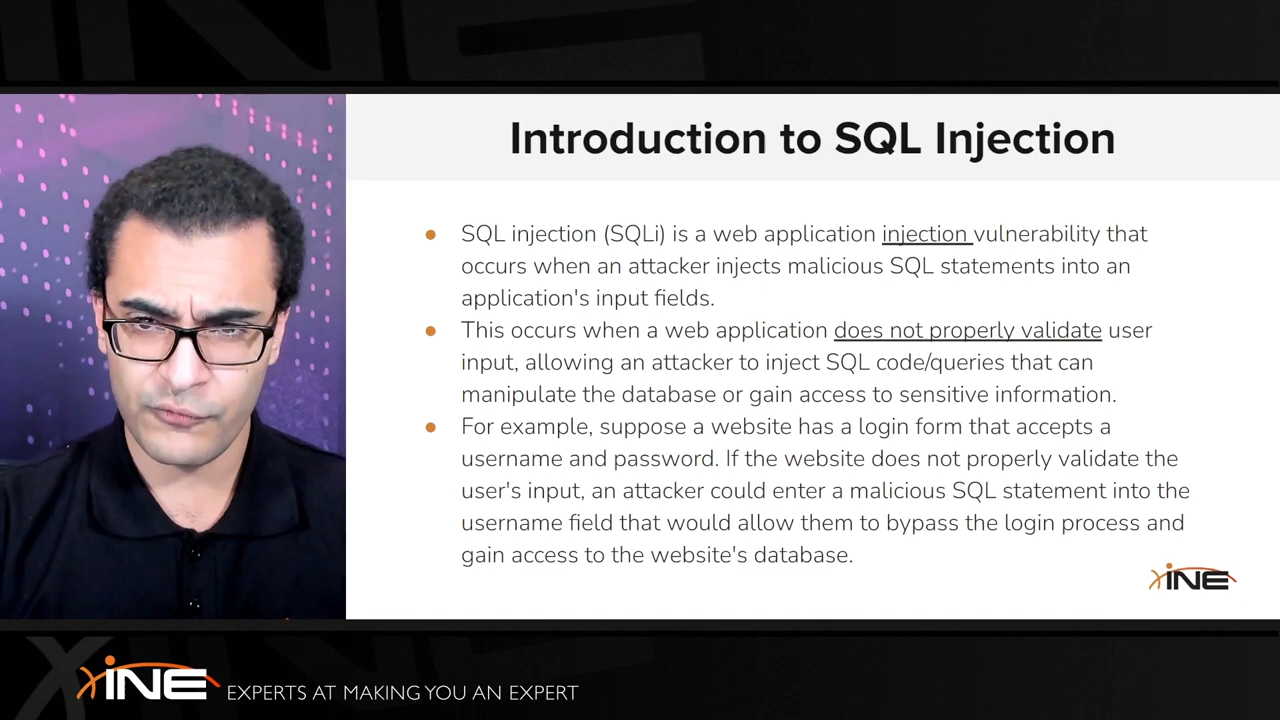 Introduction to SQL Injection
SQL injection (SQLi) is a web application injection vulnerability that
occurs when an attacker injects malicious SQL statements into an
application's input fields.
This occurs when a web application does not properly validate user
input, allowing an attacker to inject SQL code/queries that can
manipulate the database or gain access to sensitive information.
For example, suppose a website has a login form that accepts a
username and password. If the website does not properly validate the
user's input, an attacker could enter a malicious SQL statement into the
username field that would allow them to bypass the login process and
gain access to the website's database.
INE
INE EXPERTS AT MAKING YOU AN EXPERT